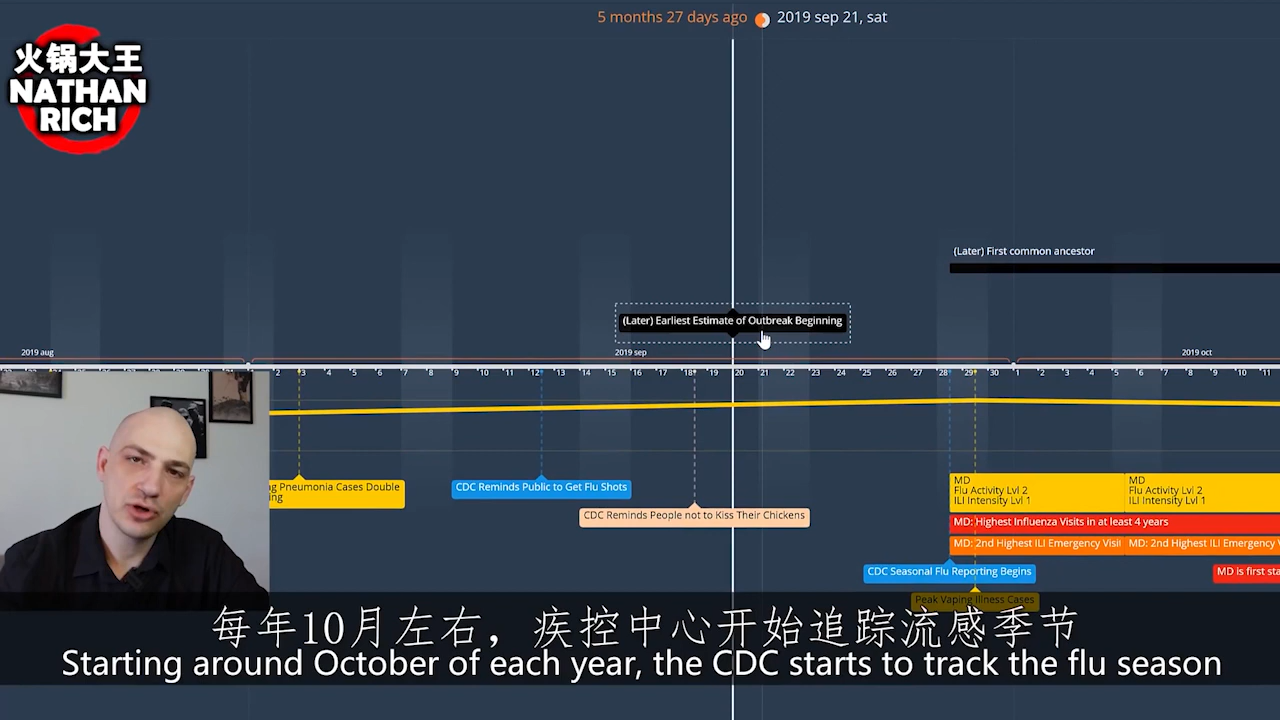 5 months 27 days ago 2019 sep 21, sat
火锅大王
NATHAN
RICH
(Later) First common ancestor
(Later) Earliest Estimate of Outbreak Beginning
2019 aug 2019 sep 2019 oct
2 3 4 5 6 7 8 9 10 11 12 13 14 15 16 17 18 19 20 21 22 23 24 25 26 27 28 29 30 1 2 3 4 5 6 7 8 9 10 11
g Pneumonia Cases Double
ing
CDC Reminds Public to Get Flu Shots
CDC Reminds People not to Kiss Their Chickens
MD
Flu Activity Lvl 2
ILI Intensity Lvl 1
MD
Flu Activity Lvl 2
ILI Intensity Lvl 1
MD: Highest Influenza Visits in at least 4 years
MD: 2nd Highest ILI Emergency Visit MD: 2nd Highest ILI Emergency V
CDC Seasonal Flu Reporting Begins
MD is first sta
Peak Vaping Illness Cases
每年10月左右，疾控中心开始追踪流感季节
Starting around October of each year, the CDC starts to track the flu season